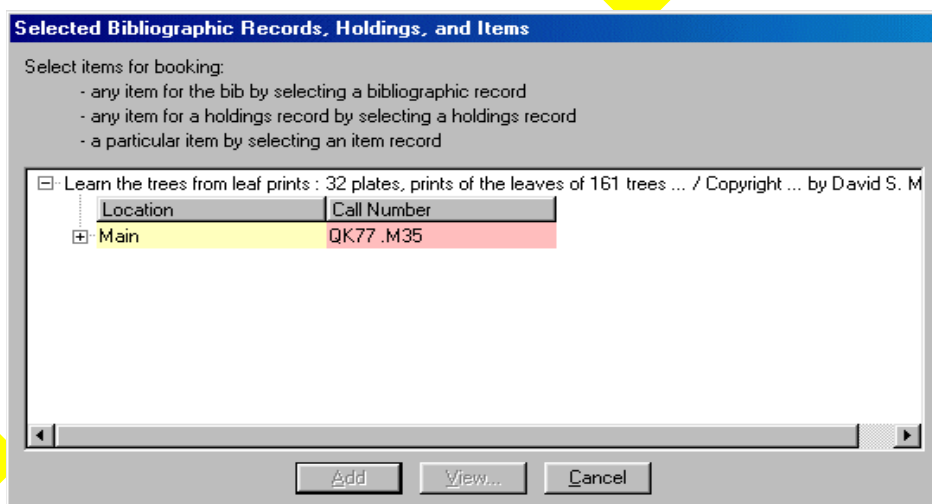 Selected Bibliographic Records, Holdings, and Items
Select items for booking:
- any item for the bib by selecting a bibliographic record
- any item for a holdings record by selecting a holdings record
- a particular item by selecting an item record
Learn the trees from leaf prints : 32 plates, prints of the leaves of 161 trees ... / Copyright ... by David S. M
Location Call Number
Main QK77 .M35
Add View... Cancel